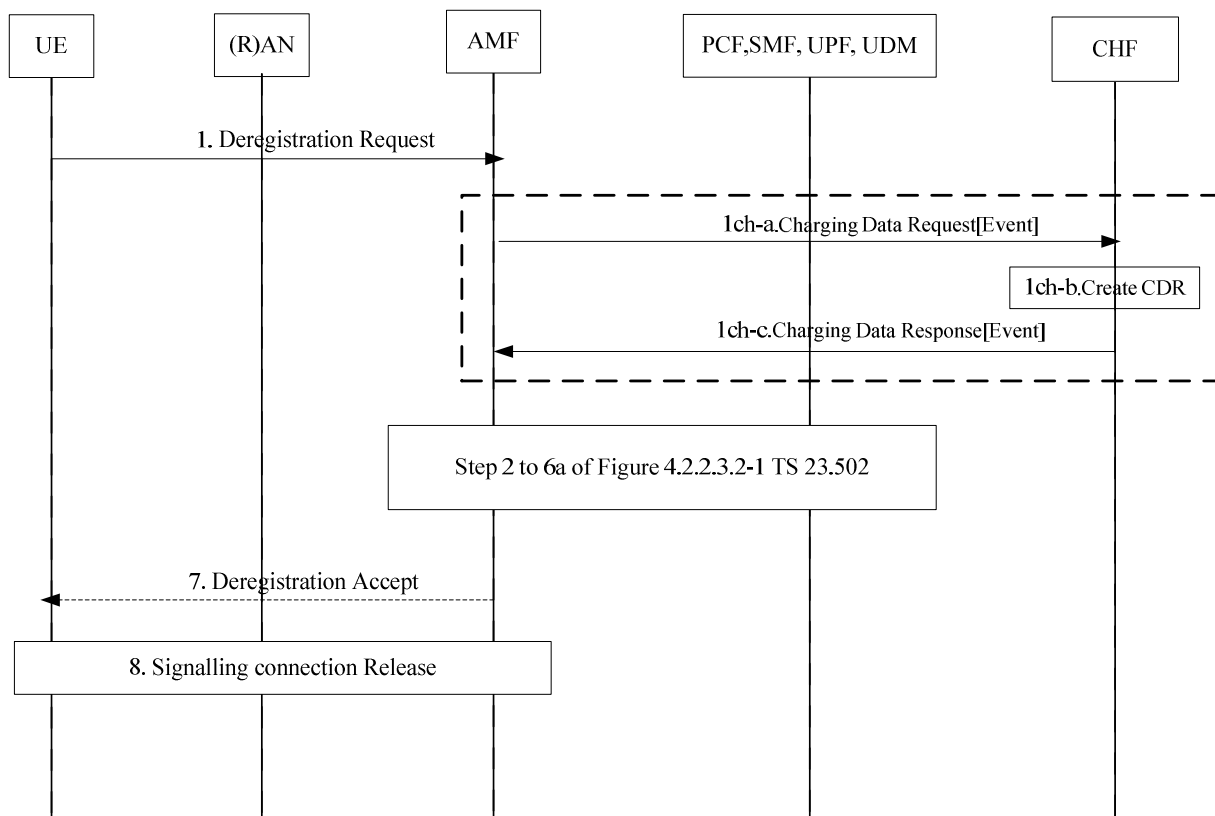 UE
(R)AN
AMF
PCF,SMF, UPF, UDM
CHF
1. Deregistration Request
1ch-a.Charging Data Request[Event]
1ch-b.Create CDR
1ch-c.Charging Data Response[Event]
Step 2 to 6a of Figure 4.2.2.3.2-1 TS 23.502
7. Deregistration Accept
8. Signalling connection Release